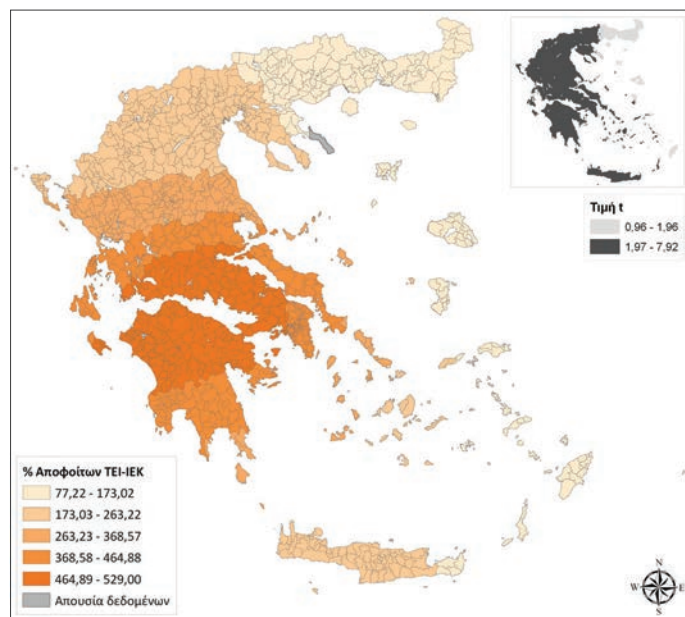 Τιμή t
0,96 - 1,96
1,97 - 7,92
% Αποφοίτων ΤΕΙ-ΙΕΚ
77,22 - 173,02
173,03 - 263,22
263,23 - 368,57
368,58 - 464,88
464,89 - 529,00
Απουσία δεδομένων
N
W E
S